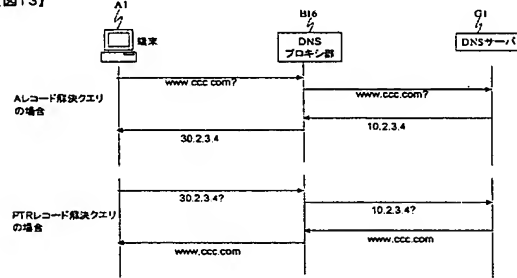 【図13】
A1
B16
G1
端末
DNS
プロキシ部
DNSサーバ
www.ccc.com?
www.ccc.com?
Aレコード解決クエリ
の場合
10.2.3.4
30.2.3.4
30.2.3.4?
10.2.3.4?
PTRレコード解決クエリ
の場合
www.ccc.com
www.ccc.com